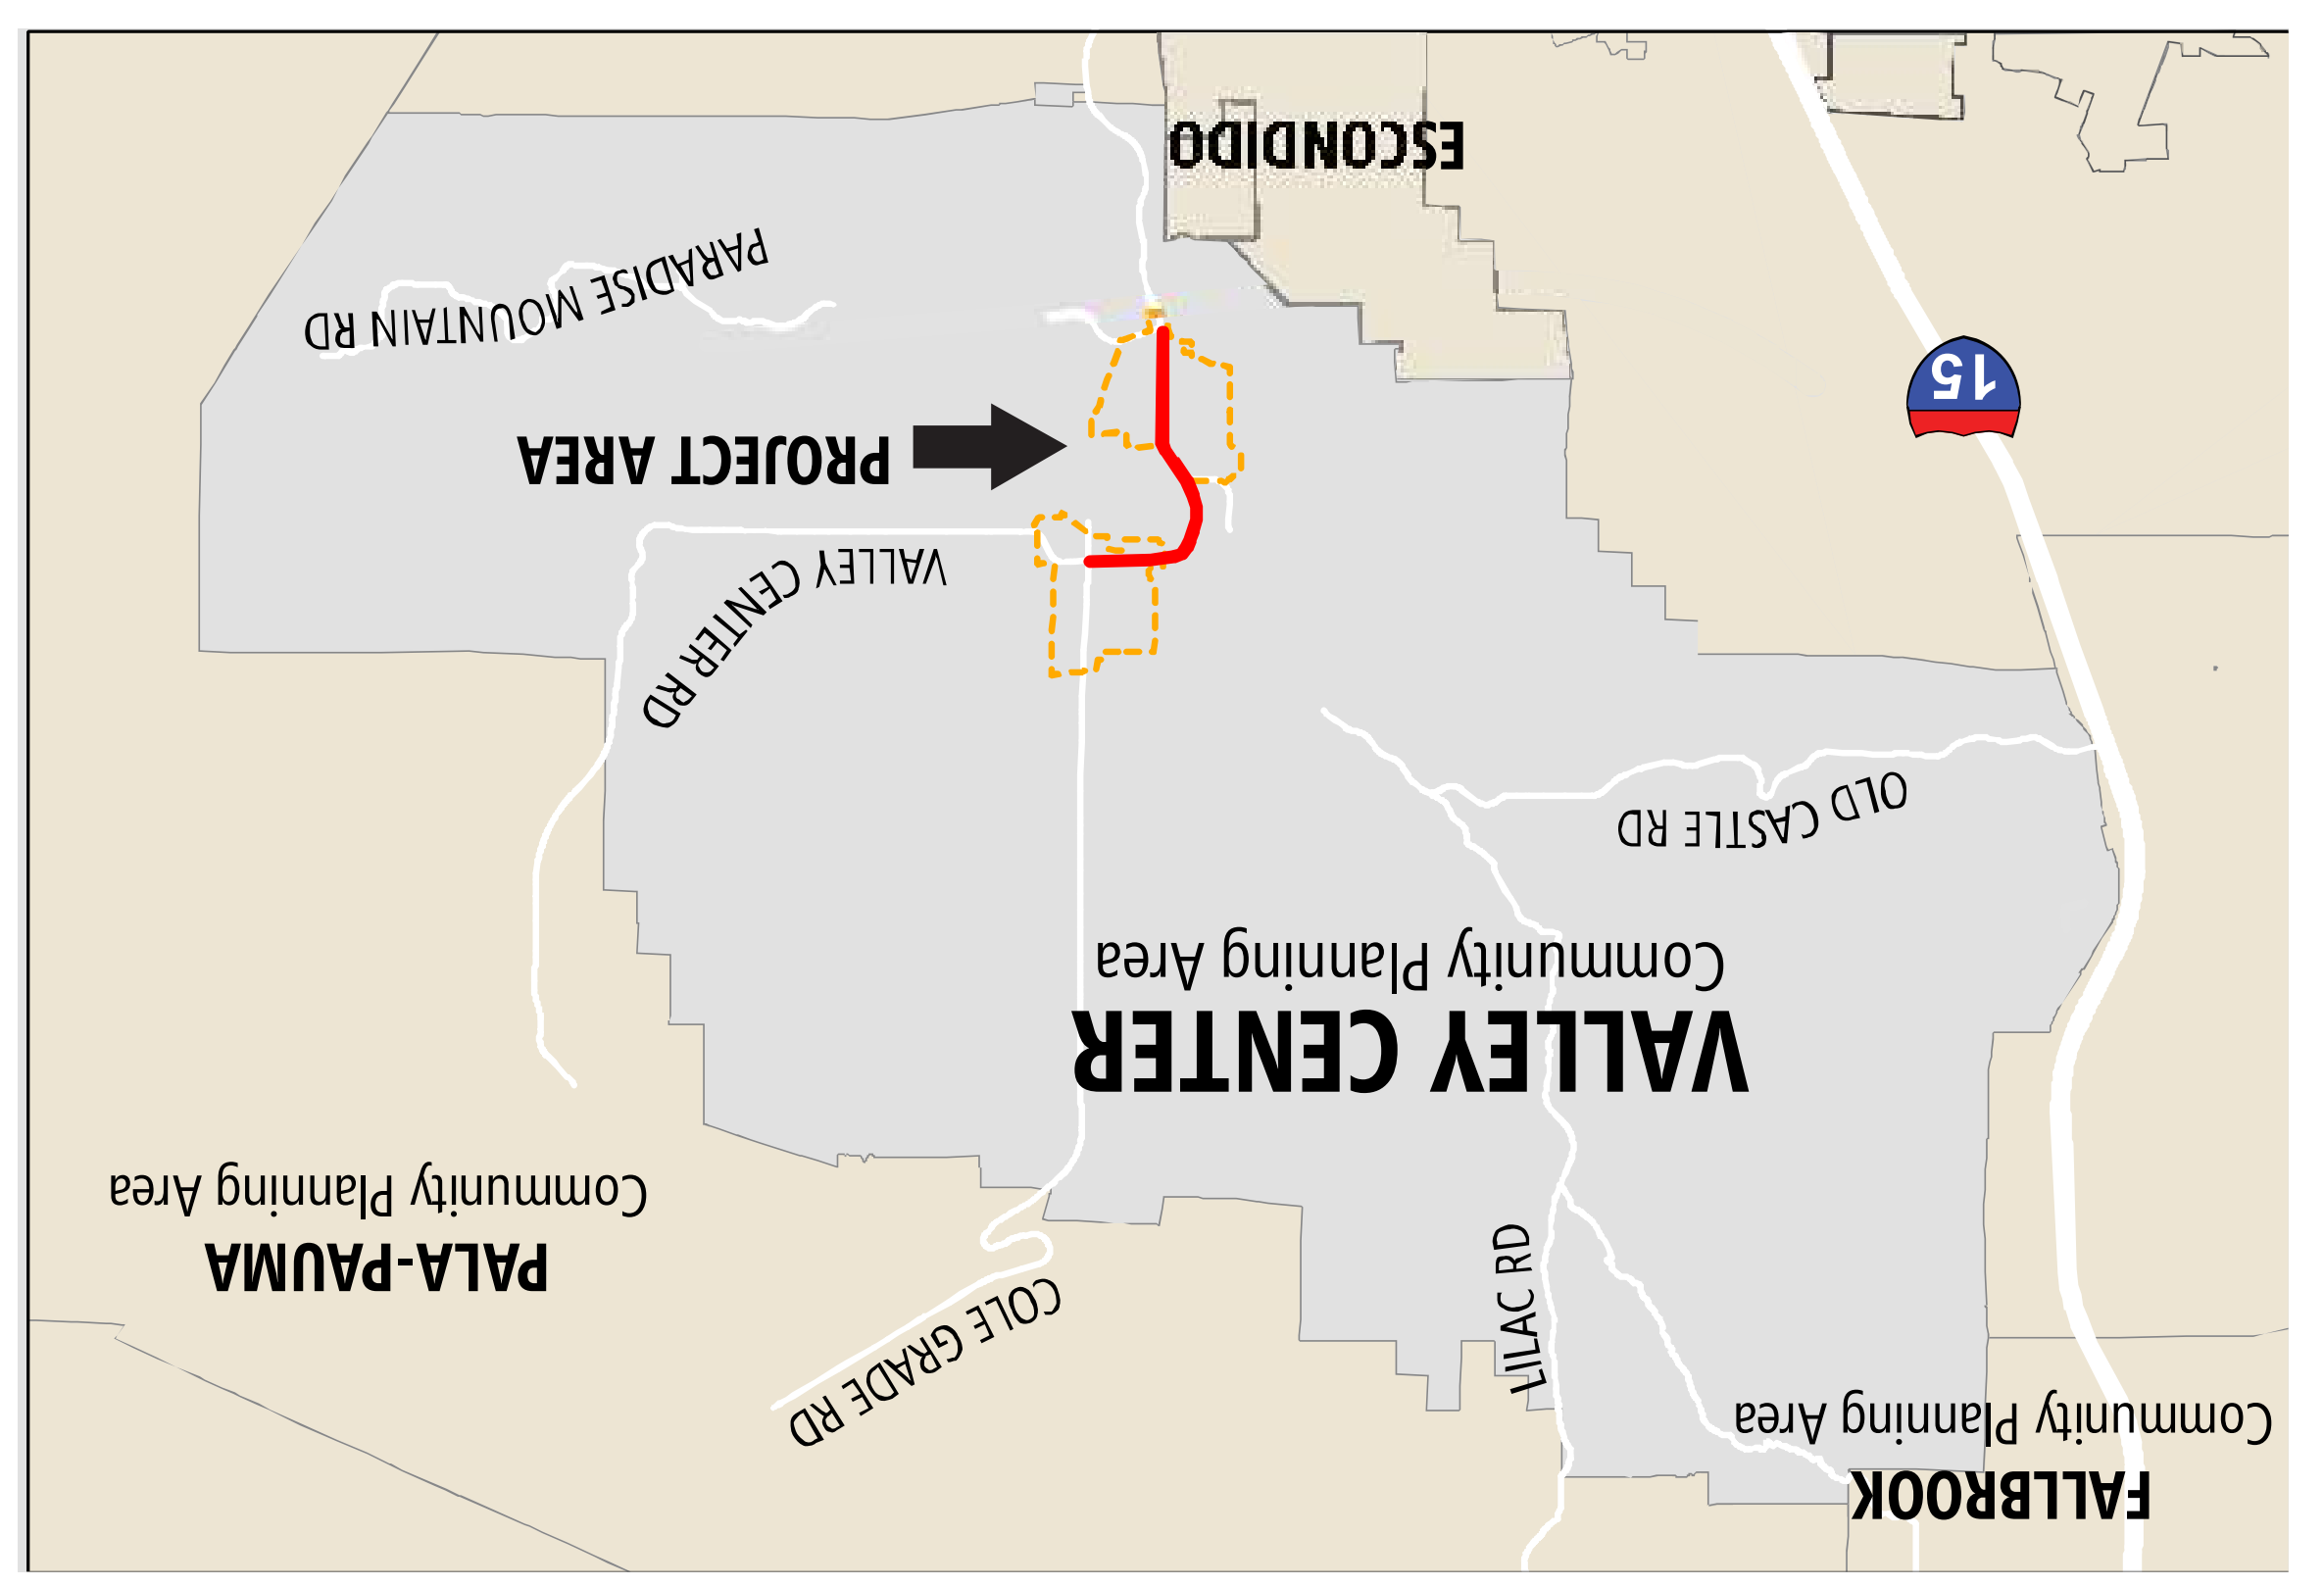 FALLBROOK
Community Planning Area
LILAC RD
COLE GRADE RD
PALA-PAUMA
Community Planning Area
VALLEY CENTER
Community Planning Area
OLD CASTLE RD
VALLEY CENTER RD
PROJECT AREA
15
PARADISE MOUNTAIN RD
ESCONDIDO